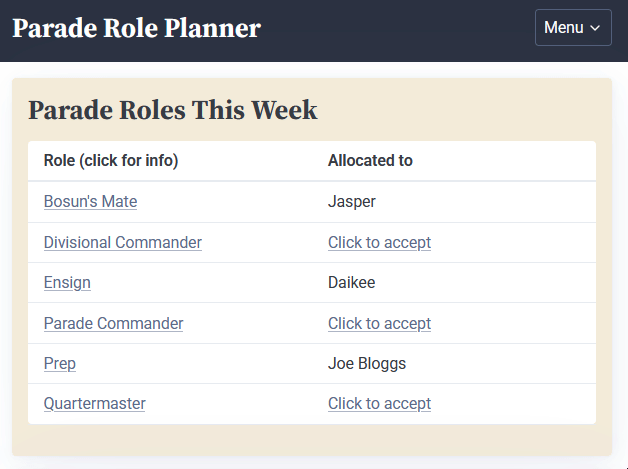 Parade Role Planner
Menu
Parade Roles This Week
Role (click for info) Allocated to
Bosun's Mate Jasper
Divisional Commander Click to accept
Ensign Daikee
Parade Commander Click to accept
Prep Joe Bloggs
Quartermaster Click to accept